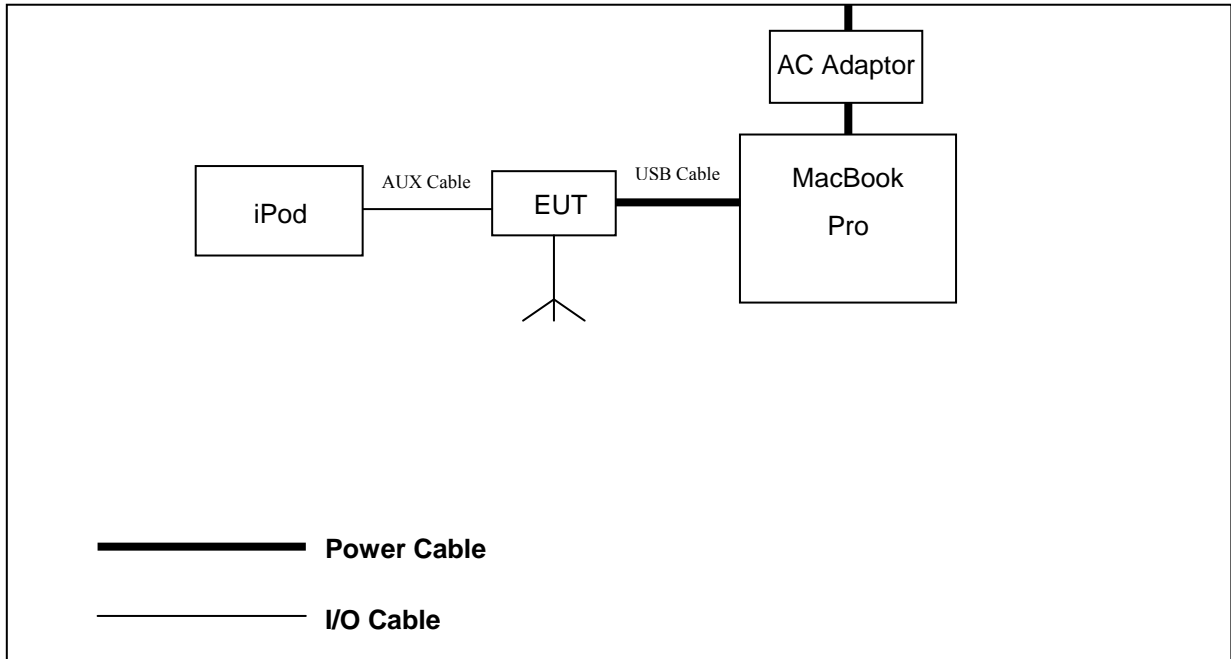 AC Adaptor
AUX Cable
USB Cable
MacBook
Pro
iPod
EUT
Power Cable
I/O Cable